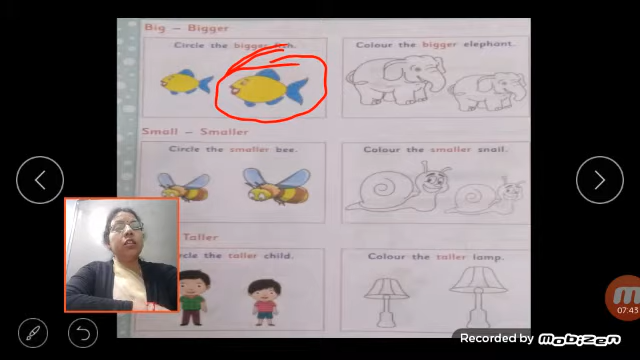 Big - Bigger
Circle the bigger fish.
Colour the bigger elephant.
Small - Smaller
Circle the smaller bee.
Colour the smaller snail.
Taller
the taller child.
Colour the taller lamp.
07:43
Recorded by MOBIZEN